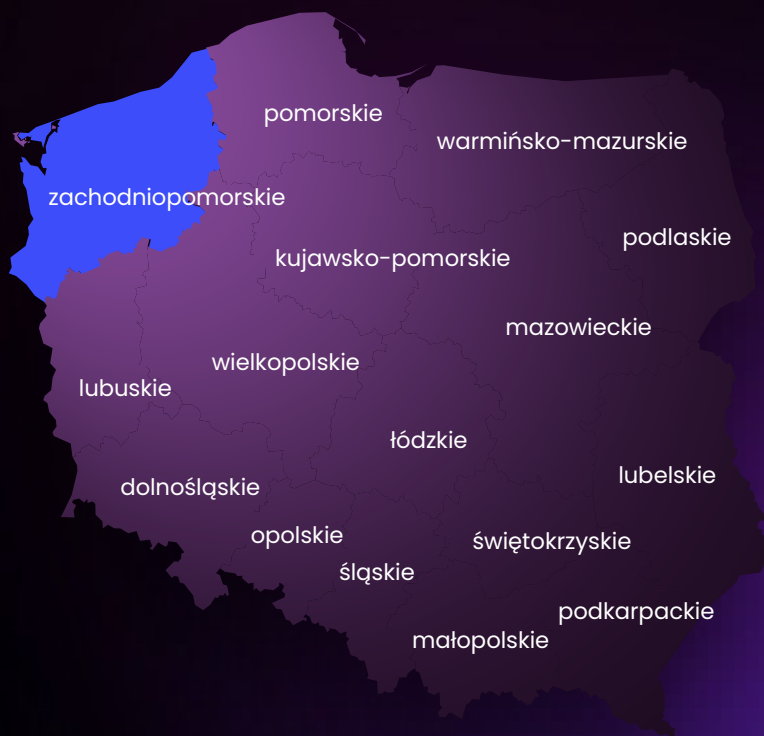 pomorskie
warmińsko-mazurskie
zachodniopomorskie
podlaskie
kujawsko-pomorskie
mazowieckie
wielkopolskie
lubuskie
łódzkie
lubelskie
dolnośląskie
opolskie
świętokrzyskie
śląskie
podkarpackie
małopolskie